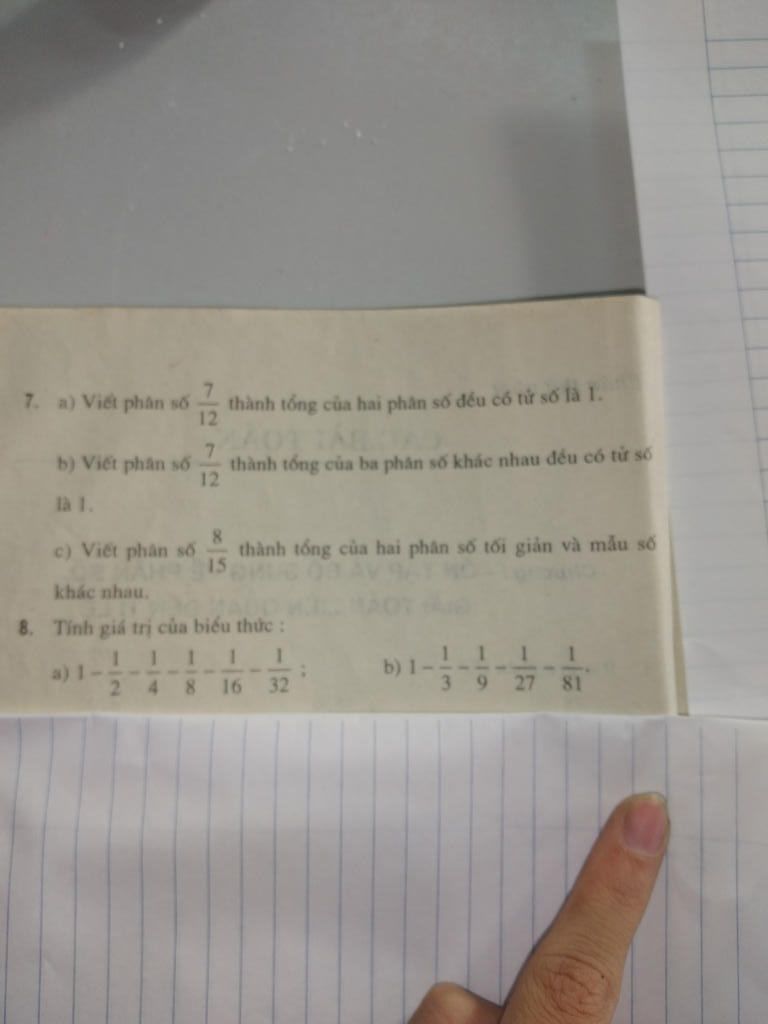 7. a) Viết phân số 7/12 thành tổng của hai phân số đều có tử số là 1.
b) Viết phân số 7/12 thành tổng của ba phân số khác nhau đều có tử số
là 1.
c) Viết phân số 8/15 thành tổng của hai phân số tối giản và mẫu số
khác nhau.
8. Tính giá trị của biểu thức :
a) 1 - 1/2 - 1/4 - 1/8 - 1/16 - 1/32 ; b) 1 - 1/3 - 1/9 - 1/27 - 1/81.